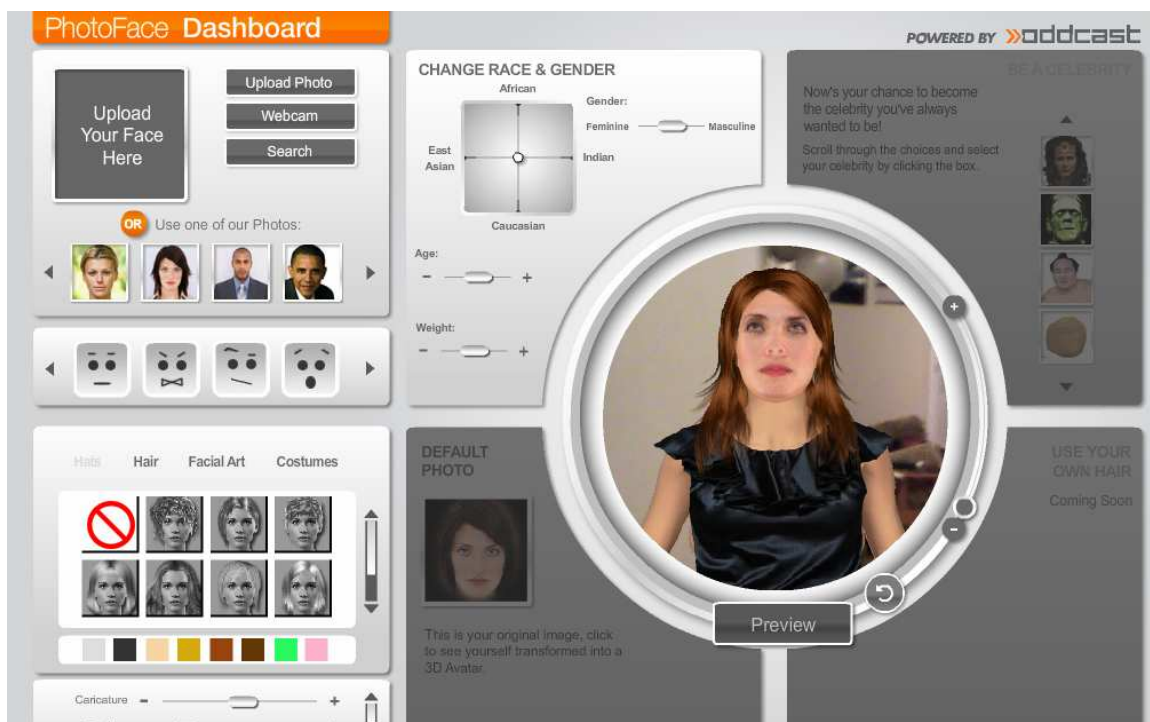 PhotoFace Dashboard
POWERED BY »oddcast
Upload
Your Face
Here
Upload Photo
Webcam
Search
OR Use one of our Photos:
Hats Hair Facial Art Costumes
Caricature - +
CHANGE RACE & GENDER
African
East
Asian
Indian
Caucasian
Gender:
Feminine Masculine
Age:
- +
Weight:
- +
BE A CELEBRITY
Now's your chance to become
the celebrity you've always
wanted to be!
Scroll through the choices and select
your celebrity by clicking the box.
+
-
Preview
DEFAULT
PHOTO
This is your original image, click
to see yourself transformed into a
3D Avatar.
USE YOUR
OWN HAIR
Coming Soon